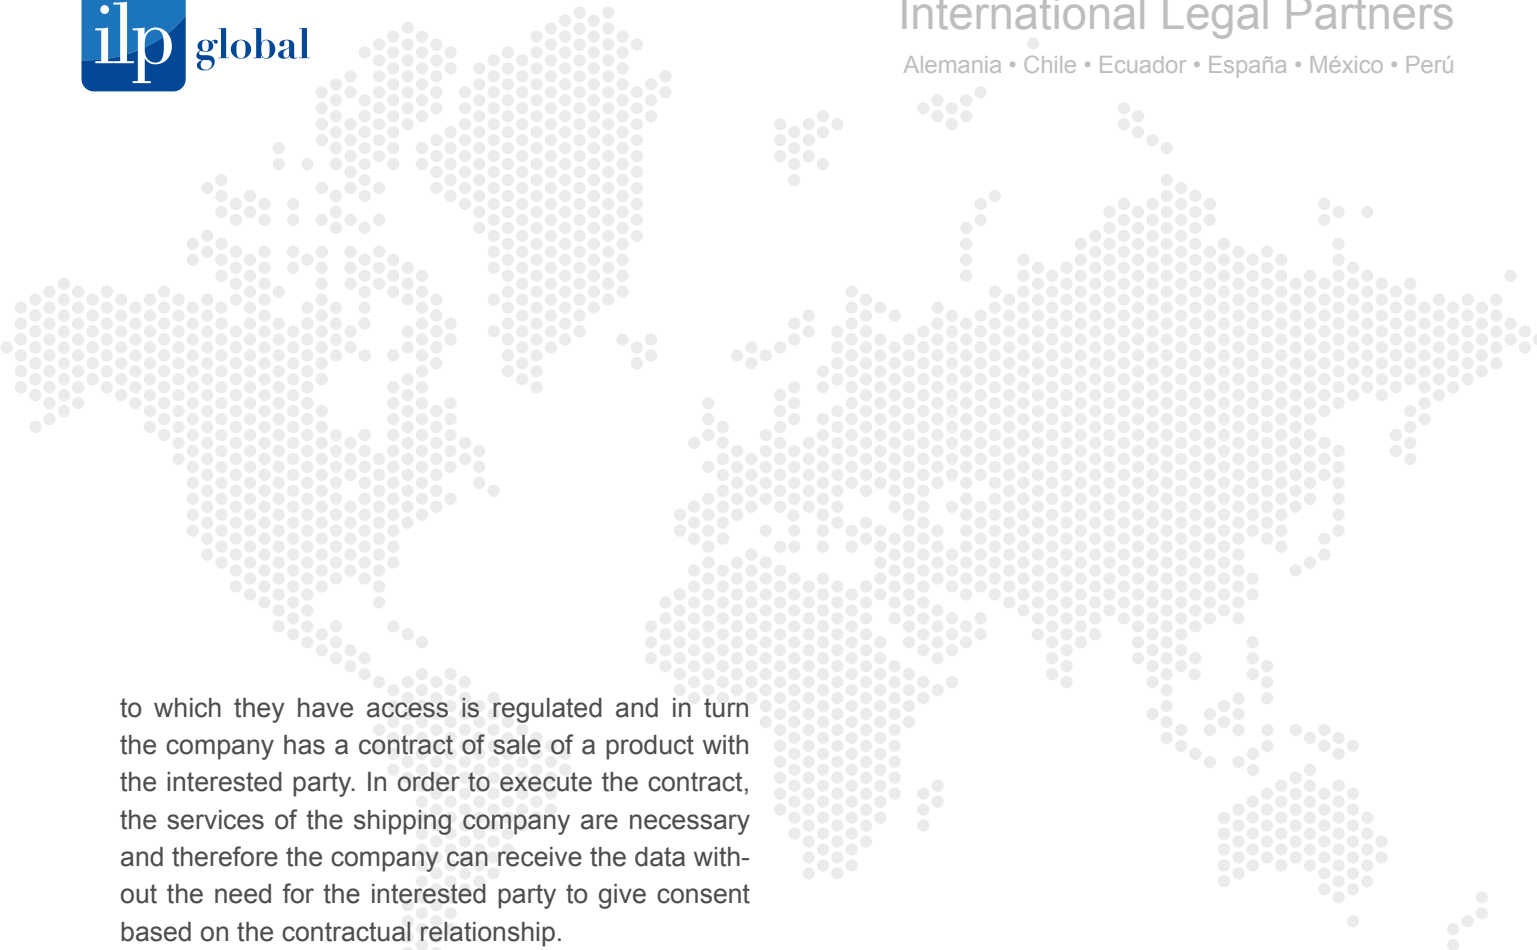 ilp global
International Legal Partners
Alemania • Chile • Ecuador • España • México • Perú
to which they have access is regulated and in turn
the company has a contract of sale of a product with
the interested party. In order to execute the contract,
the services of the shipping company are necessary
and therefore the company can receive the data with-
out the need for the interested party to give consent
based on the contractual relationship.